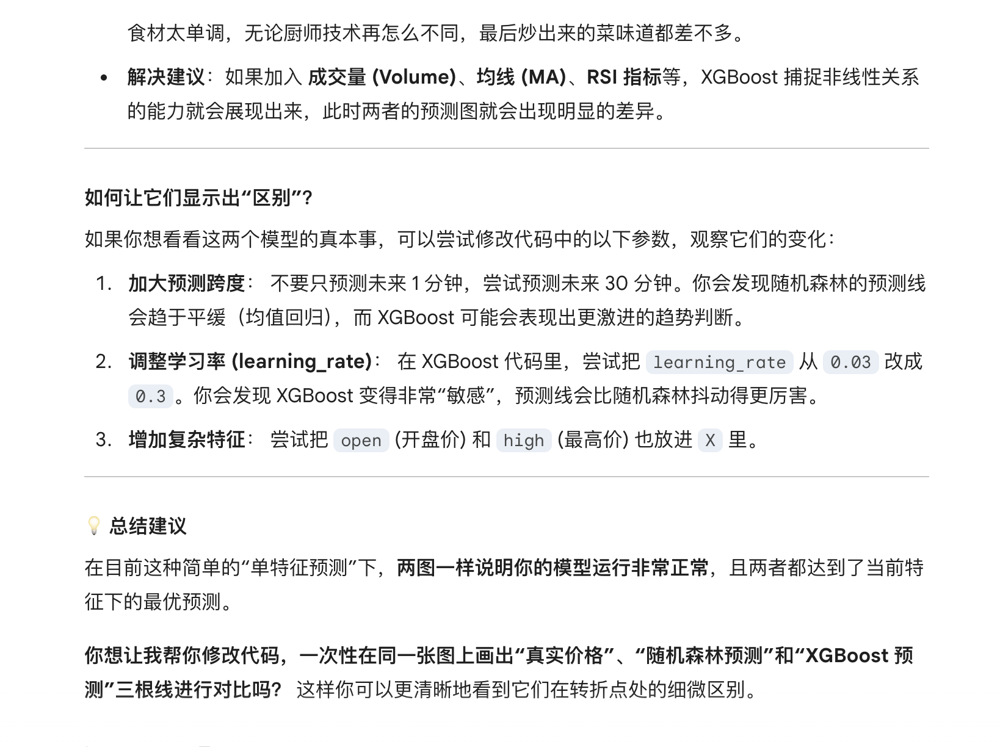 食材太单调，无论厨师技术再怎么不同，最后炒出来的菜味道都差不多。
• 解决建议：如果加入 成交量 (Volume)、均线 (MA)、RSI 指标等，XGBoost 捕捉非线性关系
的能力就会展现出来，此时两者的预测图就会出现明显的差异。
如何让它们显示出“区别”？
如果你想看看这两个模型的真本事，可以尝试修改代码中的以下参数，观察它们的变化：
1. 加大预测跨度： 不要只预测未来 1 分钟，尝试预测未来 30 分钟。你会发现随机森林的预测线
会趋于平缓（均值回归），而 XGBoost 可能会表现出更激进的趋势判断。
2. 调整学习率 (learning_rate)： 在 XGBoost 代码里，尝试把 learning_rate 从 0.03 改成
0.3 。你会发现 XGBoost 变得非常“敏感”，预测线会比随机森林抖动得更厉害。
3. 增加复杂特征： 尝试把 open (开盘价) 和 high (最高价) 也放进 X 里。
💡 总结建议
在目前这种简单的“单特征预测”下，两图一样说明你的模型运行非常正常，且两者都达到了当前特
征下的最优预测。
你想让我帮你修改代码，一次性在同一张图上画出“真实价格”、“随机森林预测”和“XGBoost 预
测”三根线进行对比吗？ 这样你可以更清晰地看到它们在转折点处的细微区别。